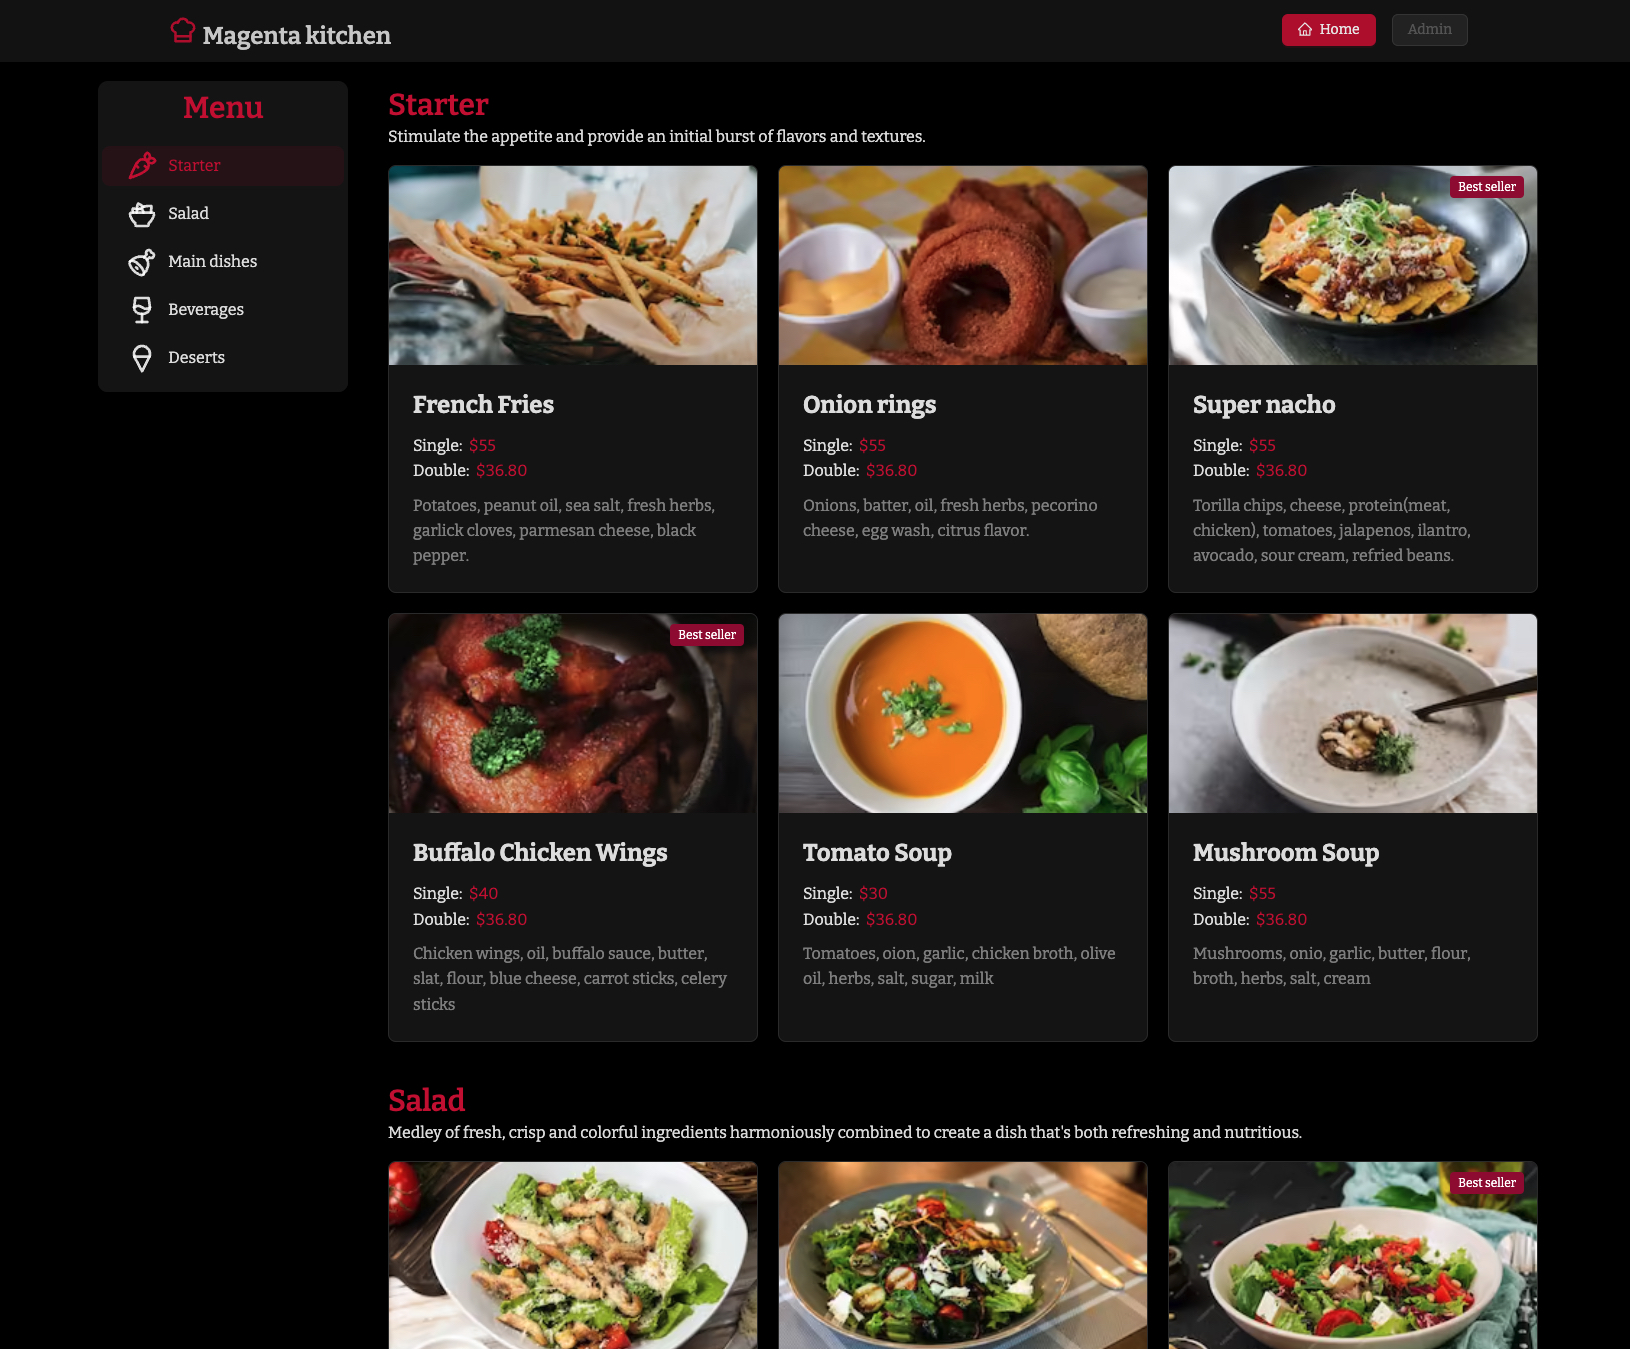 Magenta kitchen
Home
Admin
Menu
Starter
Salad
Main dishes
Beverages
Deserts
Starter
Stimulate the appetite and provide an initial burst of flavors and textures.
French Fries
Single: $55
Double: $36.80
Potatoes, peanut oil, sea salt, fresh herbs,
garlick cloves, parmesan cheese, black
pepper.
Onion rings
Single: $55
Double: $36.80
Onions, batter, oil, fresh herbs, pecorino
cheese, egg wash, citrus flavor.
Best seller
Super nacho
Single: $55
Double: $36.80
Torilla chips, cheese, protein(meat,
chicken), tomatoes, jalapenos, ilantro,
avocado, sour cream, refried beans.
Best seller
Buffalo Chicken Wings
Single: $40
Double: $36.80
Chicken wings, oil, buffalo sauce, butter,
slat, flour, blue cheese, carrot sticks, celery
sticks
Tomato Soup
Single: $30
Double: $36.80
Tomatoes, oion, garlic, chicken broth, olive
oil, herbs, salt, sugar, milk
Mushroom Soup
Single: $55
Double: $36.80
Mushrooms, onio, garlic, butter, flour,
broth, herbs, salt, cream
Salad
Medley of fresh, crisp and colorful ingredients harmoniously combined to create a dish that's both refreshing and nutritious.
Best seller